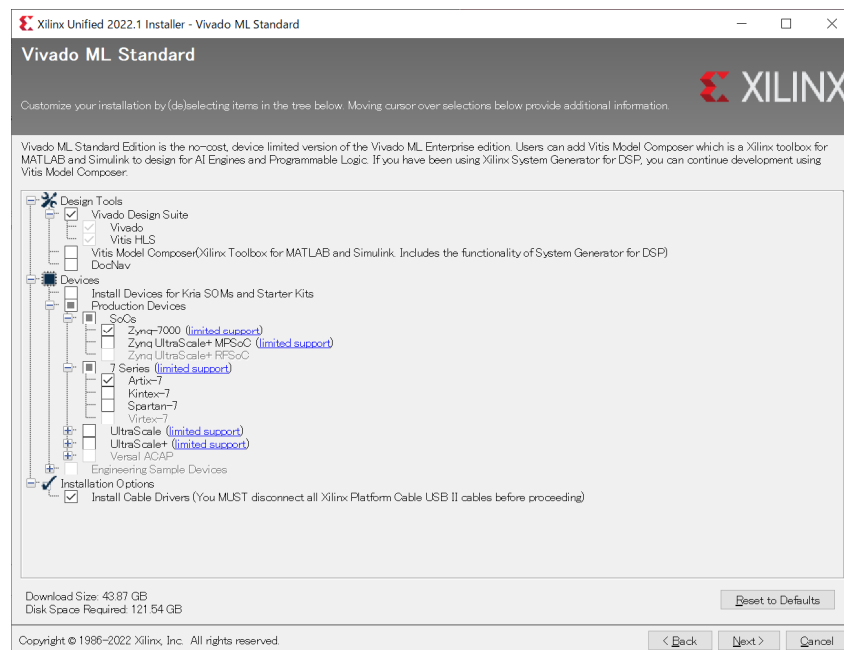 Xilinx Unified 2022.1 Installer - Vivado ML Standard
Vivado ML Standard
XILINX
Customize your installation by (de)selecting items in the tree below. Moving cursor over selections below provide additional information.
Vivado ML Standard Edition is the no-cost, device limited version of the Vivado ML Enterprise edition. Users can add Vitis Model Composer which is a Xilinx toolbox for
MATLAB and Simulink to design for AI Engines and Programmable Logic. If you have been using Xilinx System Generator for DSP, you can continue development using
Vitis Model Composer.
Design Tools
Vivado Design Suite
Vivado
Vitis HLS
Vitis Model Composer(Xilinx Toolbox for MATLAB and Simulink. Includes the functionality of System Generator for DSP)
DocNav
Devices
Install Devices for Kria SOMs and Starter Kits
Production Devices
SoCs
Zynq-7000 (limited support)
Zynq UltraScale+ MPSoC (limited support)
Zynq UltraScale+ RFSoC
7 Series (limited support)
Artix-7
Kintex-7
Spartan-7
Virtex-7
UltraScale (limited support)
UltraScale+ (limited support)
Versal ACAP
Engineering Sample Devices
Installation Options
Install Cable Drivers (You MUST disconnect all Xilinx Platform Cable USB II cables before proceeding)
Download Size: 43.87 GB
Disk Space Required: 121.54 GB
Reset to Defaults
Copyright © 1986-2022 Xilinx, Inc. All rights reserved.
< Back
Next >
Cancel